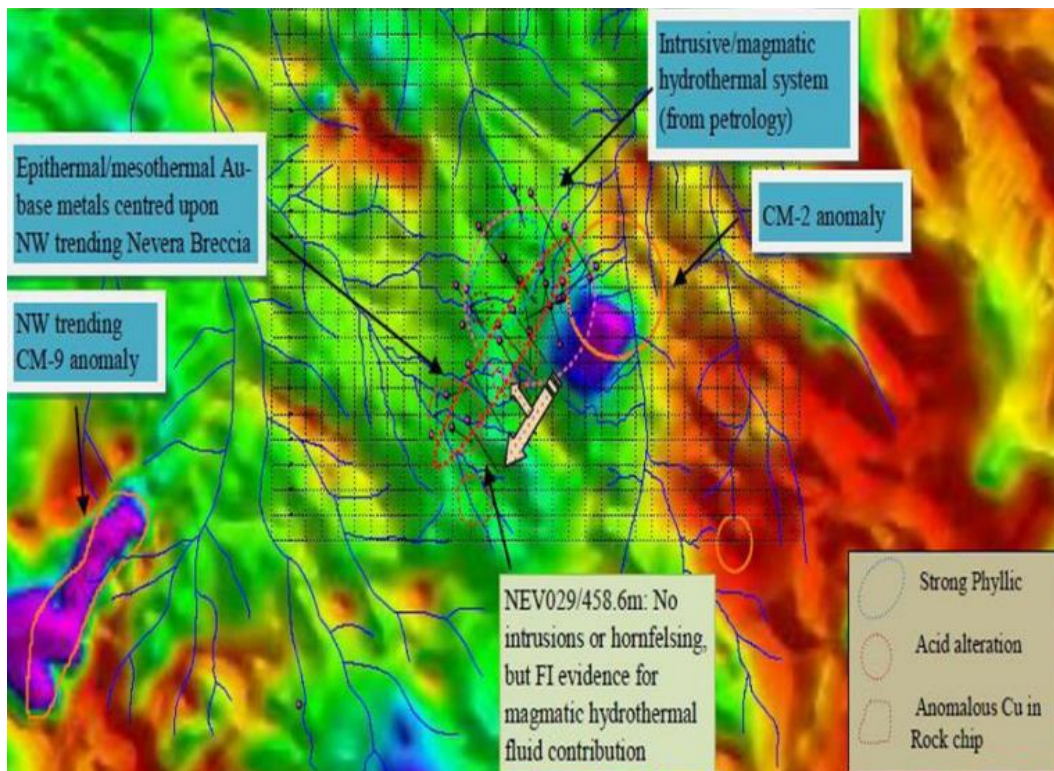 Intrusive/magmatic
hydrothermal system
(from petrology)
Epithermal/mesothermal Au-
base metals centred upon
NW trending Nevera Breccia
CM-2 anomaly
NW trending
CM-9 anomaly
NEV029/458.6m: No
intrusions or hornfelsing,
but FI evidence for
magmatic hydrothermal
fluid contribution
Strong Phyllic
Acid alteration
Anomalous Cu in
Rock chip